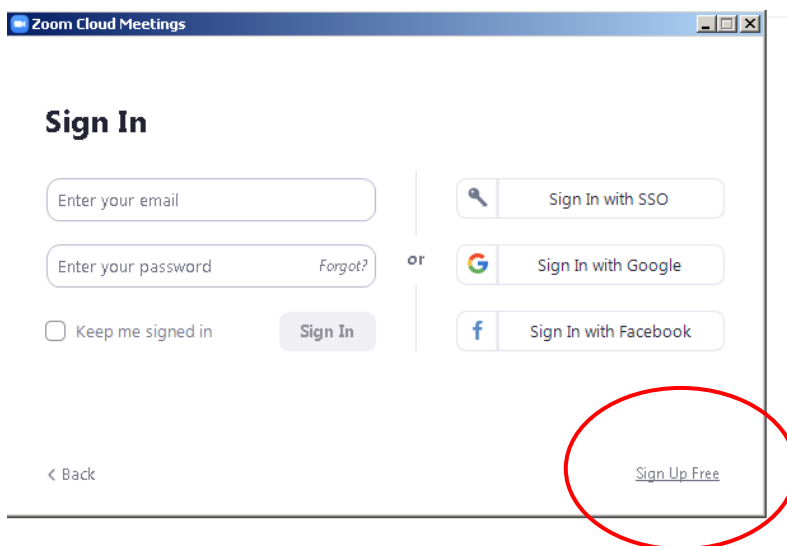 Zoom Cloud Meetings
Sign In
Enter your email
Enter your password Forgot?
Keep me signed in Sign In
or
Sign In with SSO
Sign In with Google
Sign In with Facebook
< Back
Sign Up Free